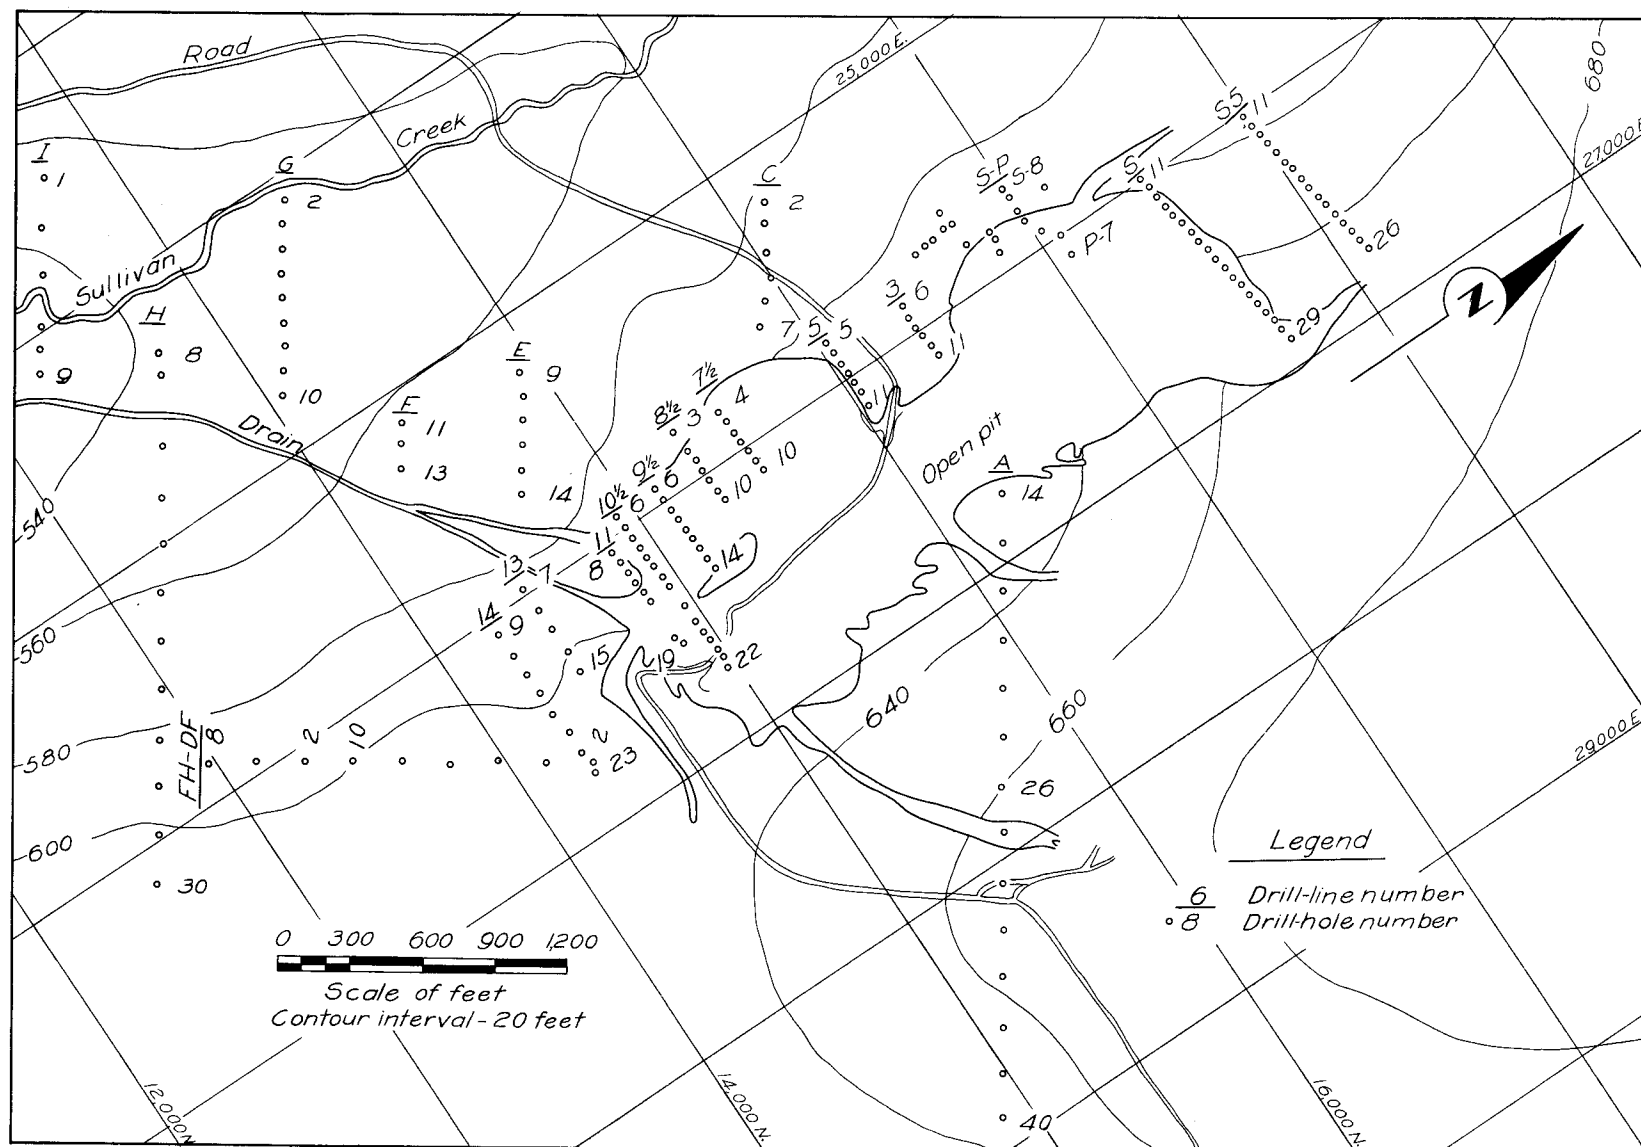 Road
25,000 E.
680
Creek
S5
11
I
1
G
2
C
2
S-P
S-8
S
11
27,000 E
26
P-7
Sullivan
H
8
3
6
29
N
7
5
5
11
9
E
9
7½
4
11
10
8½
3
F
11
13
Drain
9½
6
10
10
Open pit
A
14
14
10½
6
540
11
8
14
13
7
14
9
560
15
19
22
640
660
FH-DF
8
2
10
2
23
580
29,000 E
26
600
30
Legend
6 Drill-line number
8 Drill-hole number
0 300 600 900 1,200
Scale of feet
Contour interval - 20 feet
12,000 N
14,000 N.
16,000 N.
40